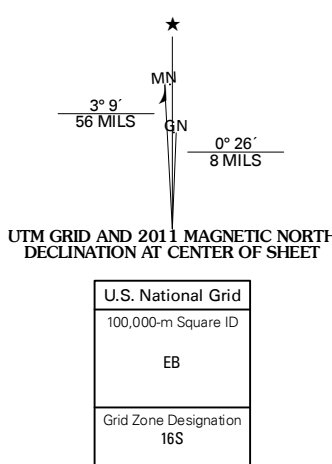 ★
MN
3° 9´
56 MILS
GN
0° 26´
8 MILS
UTM GRID AND 2011 MAGNETIC NORTH
DECLINATION AT CENTER OF SHEET
U.S. National Grid
100,000-m Square ID
EB
Grid Zone Designation
16S